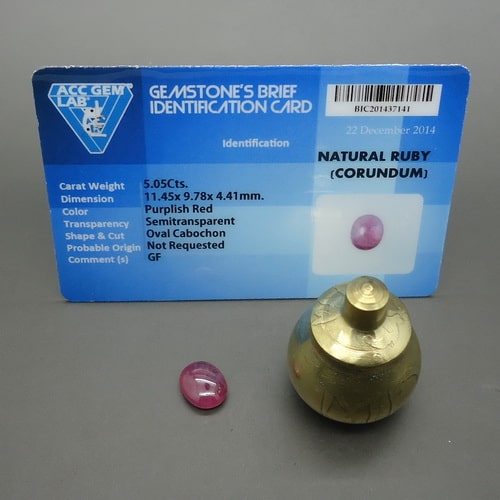 ACC GEM
LAB
GEMSTONE'S BRIEF
IDENTIFICATION CARD
BIC201437141
22 December 2014
Identification
NATURAL RUBY
(CORUNDUM)
Carat Weight 5.05Cts.
Dimension 11.45x 9.78x 4.41mm.
Color Purplish Red
Transparency Semitransparent
Shape & Cut Oval Cabochon
Probable Origin Not Requested
Comment (s) GF